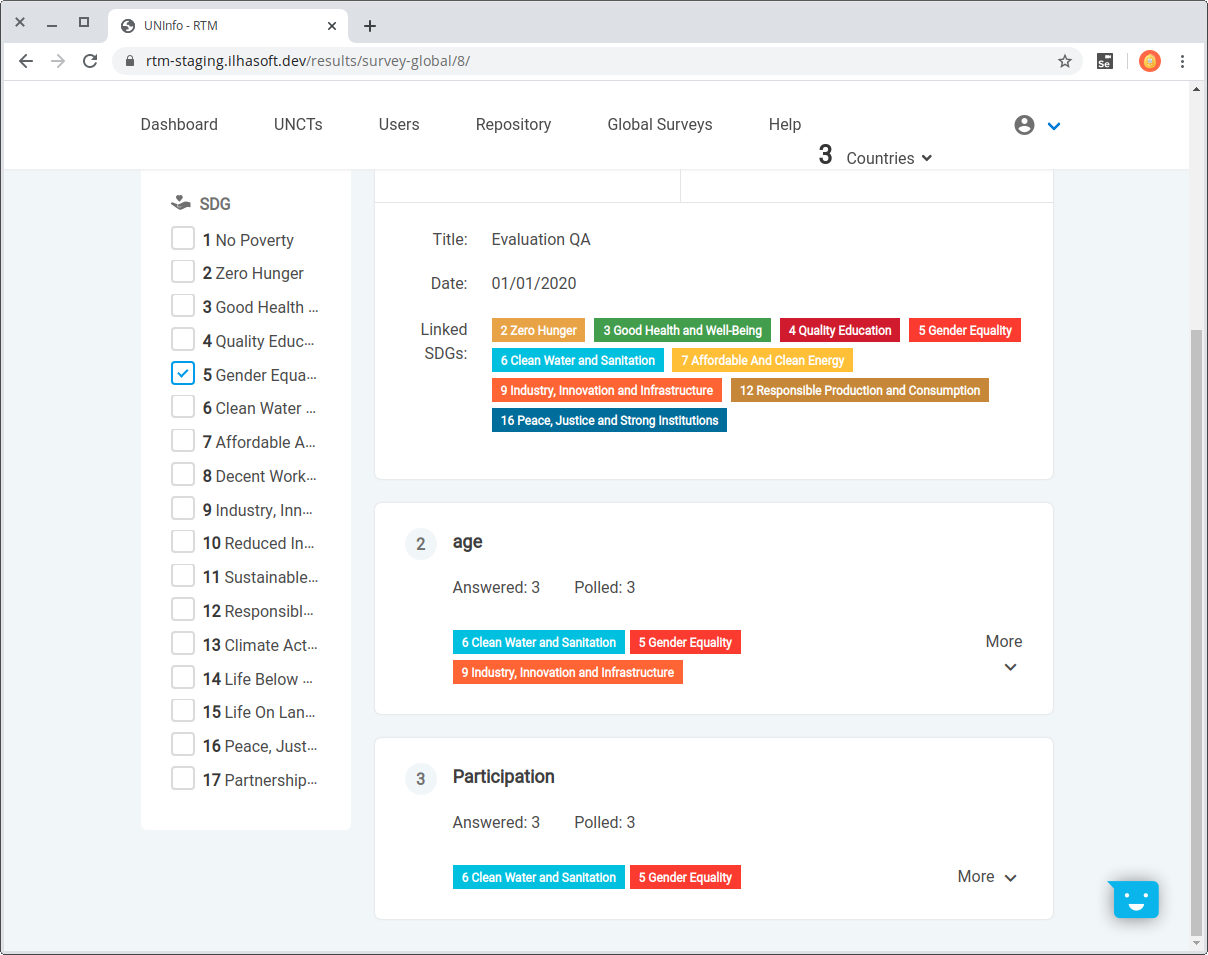 UNInfo - RTM
rtm-staging.ilhasoft.dev/results/survey-global/8/
Se
Dashboard UNCTs Users Repository Global Surveys Help
3 Countries
SDG
1 No Poverty
2 Zero Hunger
3 Good Health ...
4 Quality Educ...
5 Gender Equa...
6 Clean Water ...
7 Affordable A...
8 Decent Work...
9 Industry, Inn...
10 Reduced In...
11 Sustainable...
12 Responsibl...
13 Climate Act...
14 Life Below ...
15 Life On Lan...
16 Peace, Just...
17 Partnership...
Title: Evaluation QA
Date: 01/01/2020
Linked SDGs:
2 Zero Hunger 3 Good Health and Well-Being 4 Quality Education 5 Gender Equality
6 Clean Water and Sanitation 7 Affordable And Clean Energy
9 Industry, Innovation and Infrastructure 12 Responsible Production and Consumption
16 Peace, Justice and Strong Institutions
2 age
Answered: 3 Polled: 3
6 Clean Water and Sanitation 5 Gender Equality More
9 Industry, Innovation and Infrastructure
3 Participation
Answered: 3 Polled: 3
6 Clean Water and Sanitation 5 Gender Equality More